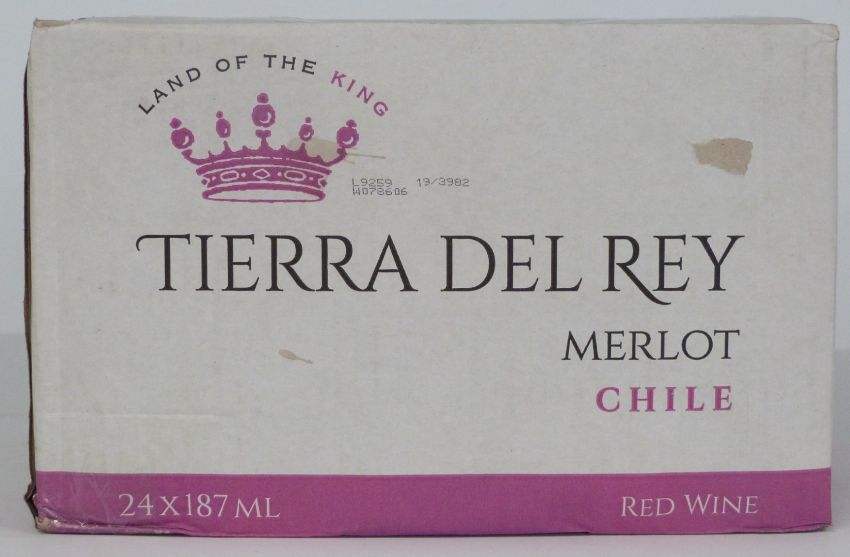 LAND OF THE KING
L9259 19/3982
W078606
TIERRA DEL REY
MERLOT
CHILE
24 X 187 ML
RED WINE